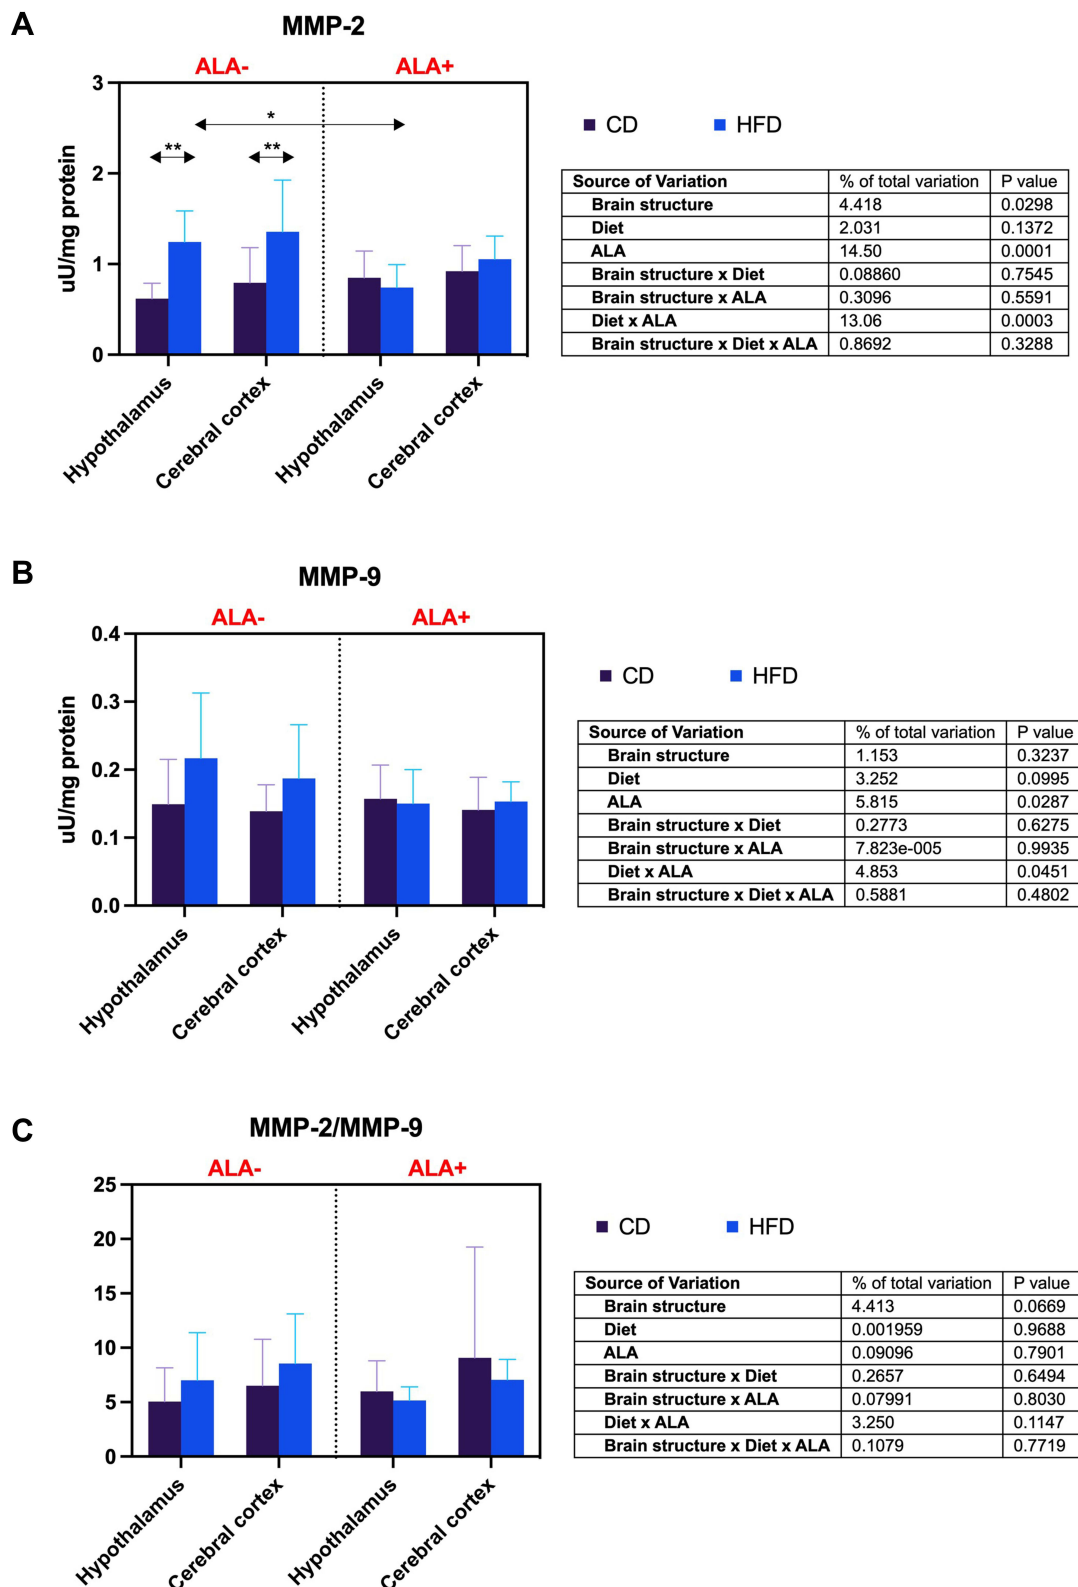 A
MMP-2
ALA- ALA+
3
2
1
0
uU/mg protein
* 
** **
Hypothalamus
Cerebral cortex
Hypothalamus
Cerebral cortex
CD HFD
Source of Variation % of total variation P value
Brain structure 4.418 0.0298
Diet 2.031 0.1372
ALA 14.50 0.0001
Brain structure x Diet 0.08860 0.7545
Brain structure x ALA 0.3096 0.5591
Diet x ALA 13.06 0.0003
Brain structure x Diet x ALA 0.8692 0.3288
B
MMP-9
ALA- ALA+
0.4
0.3
0.2
0.1
0.0
uU/mg protein
Hypothalamus
Cerebral cortex
Hypothalamus
Cerebral cortex
CD HFD
Source of Variation % of total variation P value
Brain structure 1.153 0.3237
Diet 3.252 0.0995
ALA 5.815 0.0287
Brain structure x Diet 0.2773 0.6275
Brain structure x ALA 7.823e-005 0.9935
Diet x ALA 4.853 0.0451
Brain structure x Diet x ALA 0.5881 0.4802
C
MMP-2/MMP-9
ALA- ALA+
25
20
15
10
5
0
Hypothalamus
Cerebral cortex
Hypothalamus
Cerebral cortex
CD HFD
Source of Variation % of total variation P value
Brain structure 4.413 0.0669
Diet 0.001959 0.9688
ALA 0.09096 0.7901
Brain structure x Diet 0.2657 0.6494
Brain structure x ALA 0.07991 0.8030
Diet x ALA 3.250 0.1147
Brain structure x Diet x ALA 0.1079 0.7719